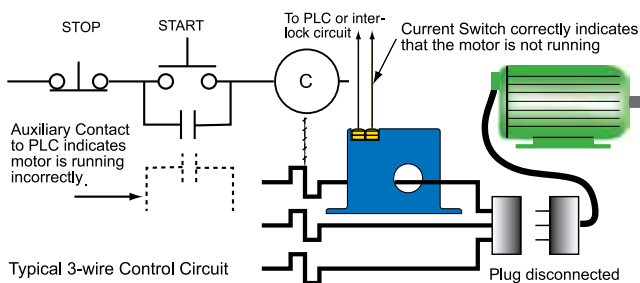 STOP
START
To PLC or inter-
lock circuit
Current Switch correctly indicates
that the motor is not running
C
Auxiliary Contact
to PLC indicates
motor is running
incorrectly.
Typical 3-wire Control Circuit
Plug disconnected